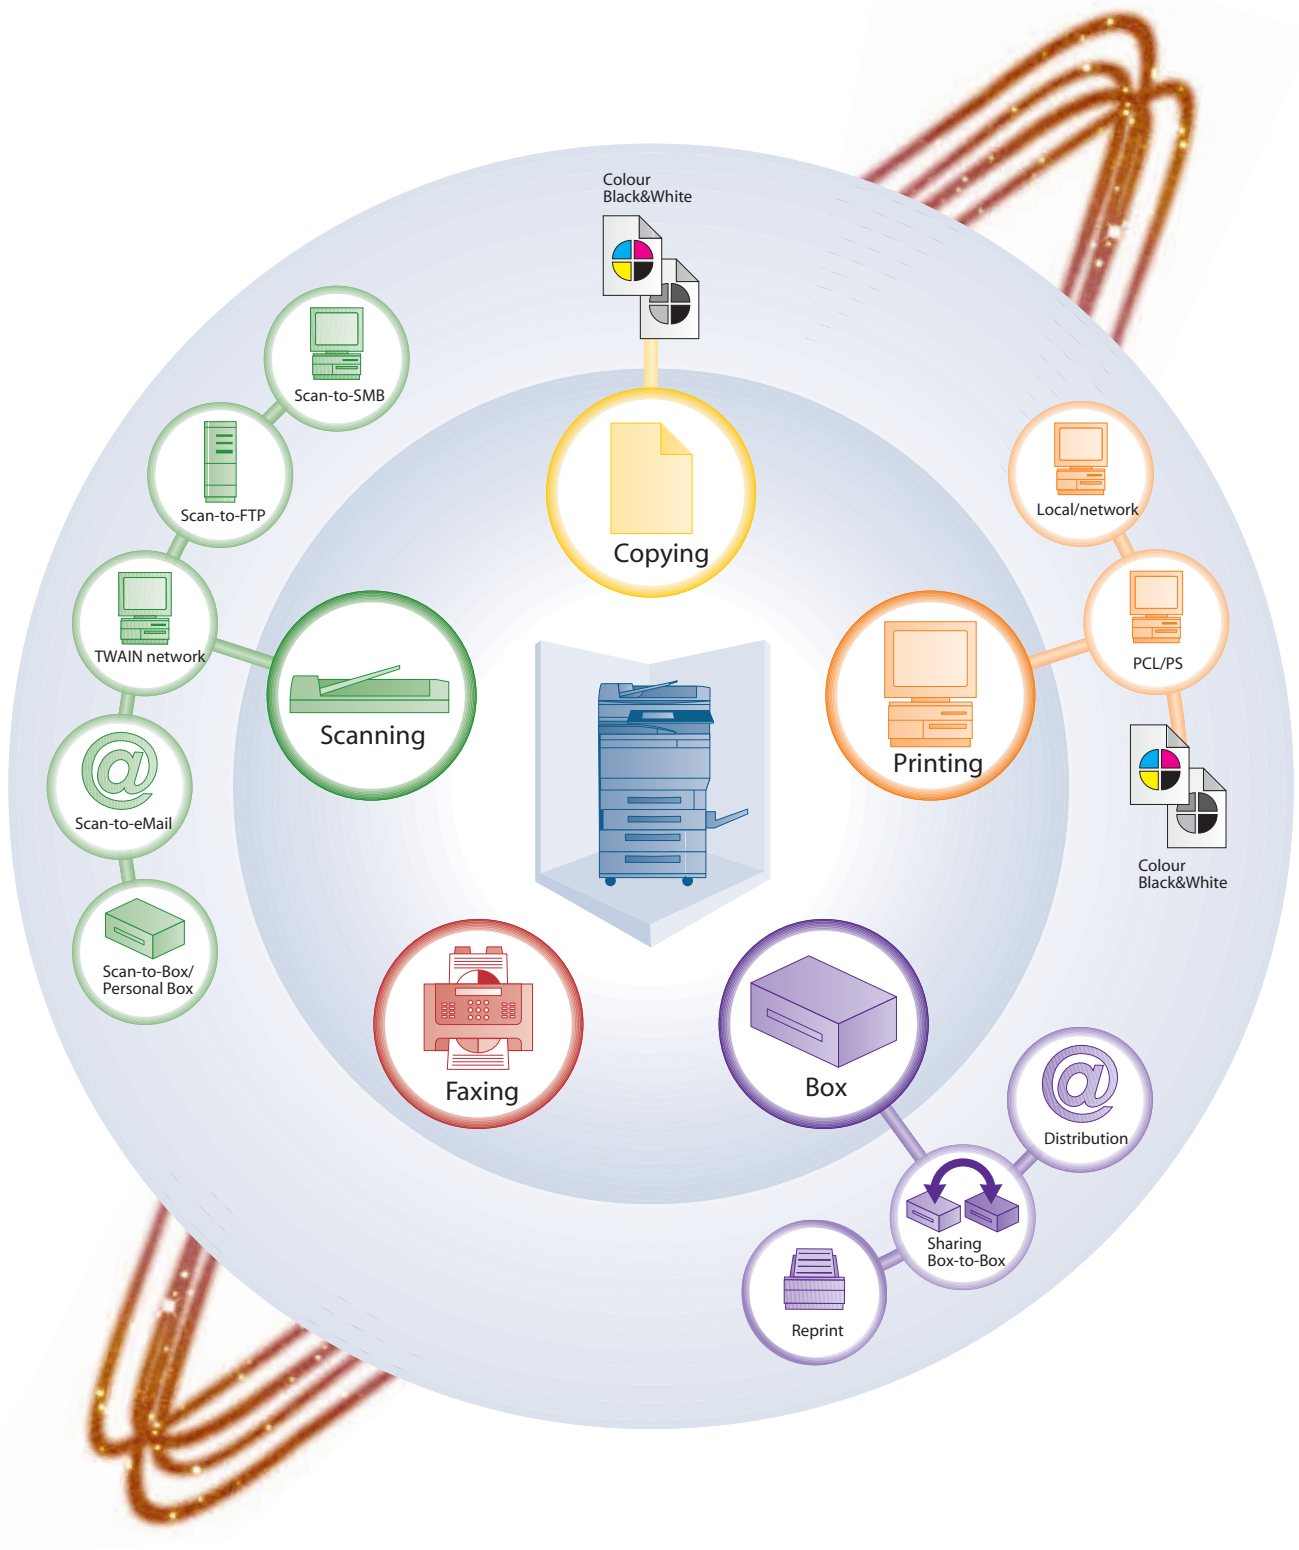 Colour
Black&White
Scan-to-SMB
Scan-to-FTP
Local/network
Copying
TWAIN network
PCL/PS
Scanning
Printing
Scan-to-eMail
Colour
Black&White
Scan-to-Box/
Personal Box
Faxing
Box
Distribution
Sharing
Box-to-Box
Reprint